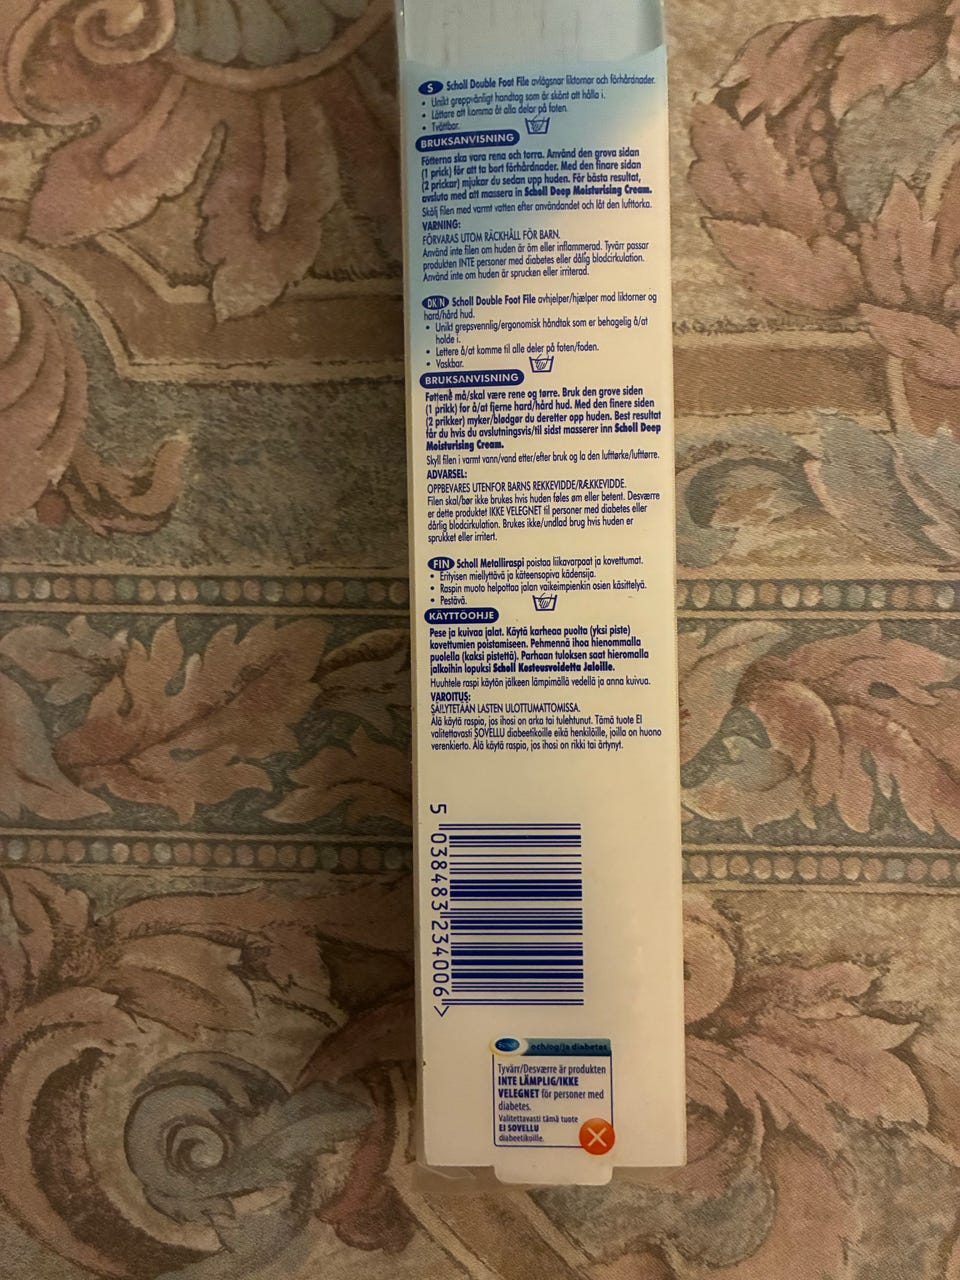 S Scholl Double Foot File avlägsnar liktornar och förhårdnader.
• Unikt greppvänligt handtag som är skönt att hålla i.
• Lättare att komma åt alla delar på foten.
• Tvättbar.
BRUKSANVISNING
Fötterna ska vara rena och torra. Använd den grova sidan
(1 prick) för att ta bort förhårdnader. Med den finare sidan
(2 prickar) mjukar du sedan upp huden. För bästa resultat,
avsluta med att massera in Scholl Deep Moisturising Cream.
Skölj filen med varmt vatten efter användandet och låt den lufttorka.
VARNING:
FÖRVARAS UTOM RÄCKHÅLL FÖR BARN.
Använd inte filen om huden är öm eller inflammerad. Tyvärr passar
produkten INTE personer med diabetes eller dålig blodcirkulation.
Använd inte om huden är sprucken eller irriterad.
DK N Scholl Double Foot File avhjelper/hjælper mod liktorner og
hard/hård hud.
• Unikt grepsvennlig/ergonomisk håndtak som er behagelig å/at
holde i.
• Lettere å/at komme til alle deler på foten/foden.
• Vaskbar.
BRUKSANVISNING
Føttene må/skal være rene og tørre. Bruk den grove siden
(1 prikk) for å/at fjerne hard/hård hud. Med den finere siden
(2 prikker) myker/blødgør du deretter opp huden. Best resultat
får du hvis du avslutningsvis/til sidst masserer inn Scholl Deep
Moisturising Cream.
Skyll filen i varmt vann/vand etter/efter bruk og la den lufttørke/lufttørre.
ADVARSEL:
OPPBEVARES UTENFOR BARNS REKKEVIDDE/RÆKKEVIDDE.
Filen skal/bør ikke brukes hvis huden føles øm eller betent. Desværre
er dette produktet IKKE VELEGNET til personer med diabetes eller
dårlig blodcirkulation. Brukes ikke/undlad brug hvis huden er
sprukket eller irritert.
FIN Scholl Metalliraspi poistaa liikavarpaat ja kovettumat.
• Erityisen miellyttävä ja käteensopiva kädensija.
• Raspin muoto helpottaa jalan vaikeimpienkin osien käsittelyä.
• Pestävä.
KÄYTTÖOHJE
Pese ja kuivaa jalat. Käytä karheaa puolta (yksi piste)
kovettumien poistamiseen. Pehmennä ihoa hienommalla
puolella (kaksi pistettä). Parhaan tuloksen saat hieromalla
jalkoihin lopuksi Scholl Kosteusvoidetta Jaloille.
Huuhtele raspi käytön jälkeen lämpimällä vedellä ja anna kuivua.
VAROITUS:
SÄILYTETÄÄN LASTEN ULOTTUMATTOMISSA.
Älä käytä raspia, jos ihosi on arka tai tulehtunut. Tämä tuote EI
valitettavasti SOVELLU diabeetikoille eikä henkilöille, joilla on huono
verenkierto. Älä käytä raspia, jos ihosi on rikki tai ärtynyt.
5 038483 234006 >
Scholl och/og/ja diabetes
Tyvärr/Desværre är produkten
INTE LÄMPLIG/IKKE
VELEGNET för personer med
diabetes.
Valitettavasti tämä tuote
EI SOVELLU
diabeetikoille.